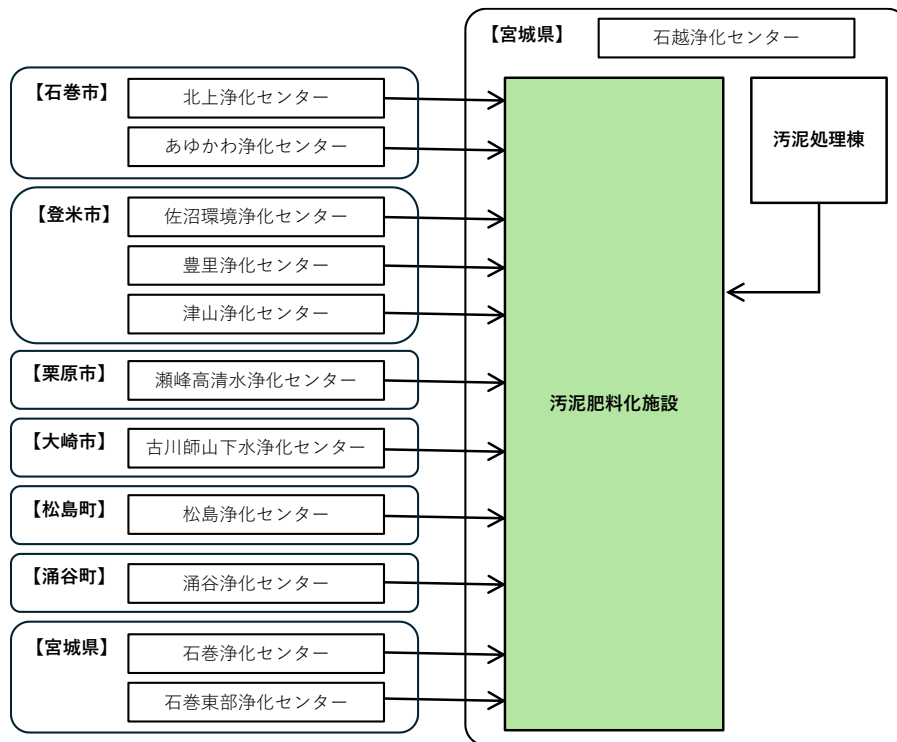 【宮城県】
石越浄化センター
【石巻市】
北上浄化センター
あゆかわ浄化センター
汚泥処理棟
【登米市】
佐沼環境浄化センター
豊里浄化センター
津山浄化センター
【栗原市】
瀬峰高清水浄化センター
汚泥肥料化施設
【大崎市】
古川師山下水浄化センター
【松島町】
松島浄化センター
【涌谷町】
涌谷浄化センター
【宮城県】
石巻浄化センター
石巻東部浄化センター